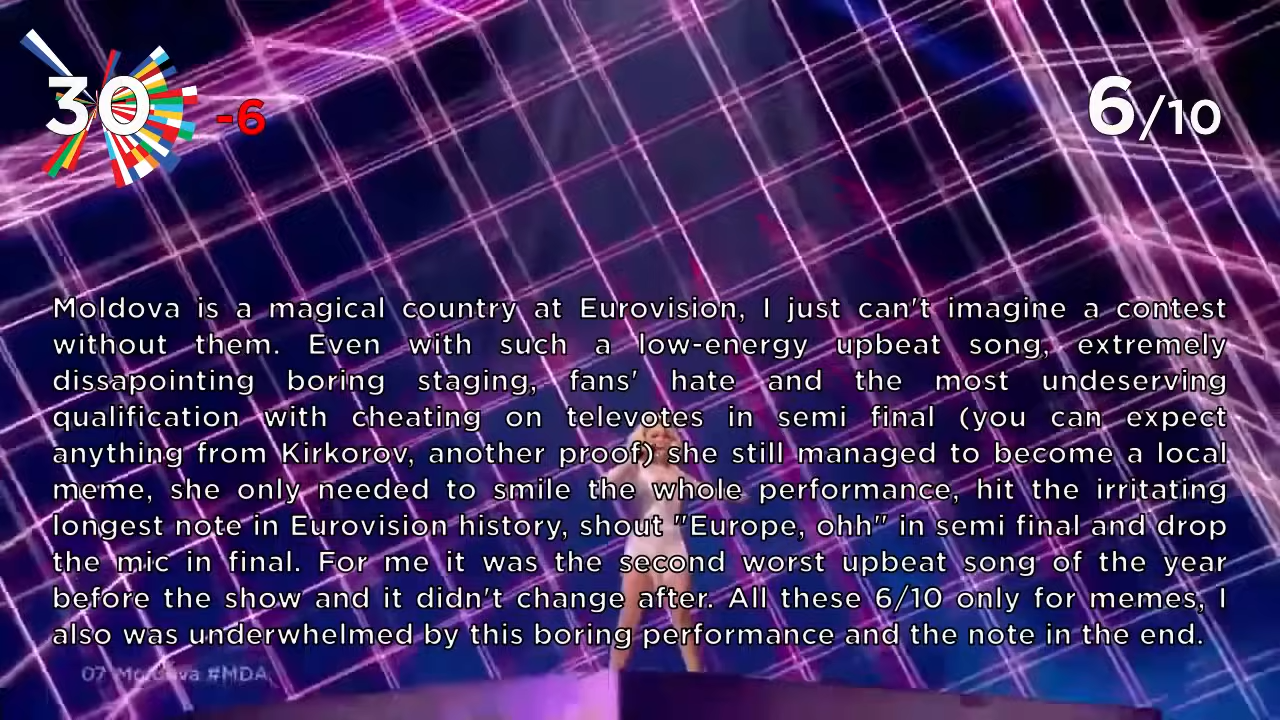 30 -6
6/10
Moldova is a magical country at Eurovision, I just can't imagine a contest
without them. Even with such a low-energy upbeat song, extremely
dissapointing boring staging, fans' hate and the most undeserving
qualification with cheating on televotes in semi final (you can expect
anything from Kirkorov, another proof) she still managed to become a local
meme, she only needed to smile the whole performance, hit the irritating
longest note in Eurovision history, shout "Europe, ohh" in semi final and drop
the mic in final. For me it was the second worst upbeat song of the year
before the show and it didn't change after. All these 6/10 only for memes, I
also was underwhelmed by this boring performance and the note in the end.
07 Moldova #MDA